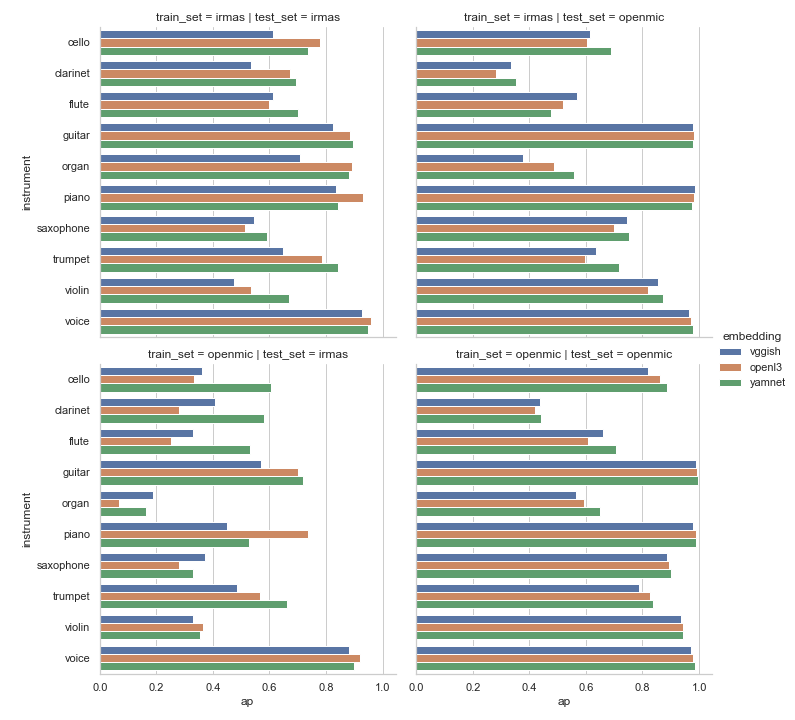 train_set = irmas | test_set = irmas
train_set = irmas | test_set = openmic
cello
clarinet
flute
guitar
organ
piano
saxophone
trumpet
violin
voice
instrument
train_set = openmic | test_set = irmas
train_set = openmic | test_set = openmic
cello
clarinet
flute
guitar
organ
piano
saxophone
trumpet
violin
voice
instrument
0.0 0.2 0.4 0.6 0.8 1.0
ap
0.0 0.2 0.4 0.6 0.8 1.0
ap
embedding
vggish
openl3
yamnet